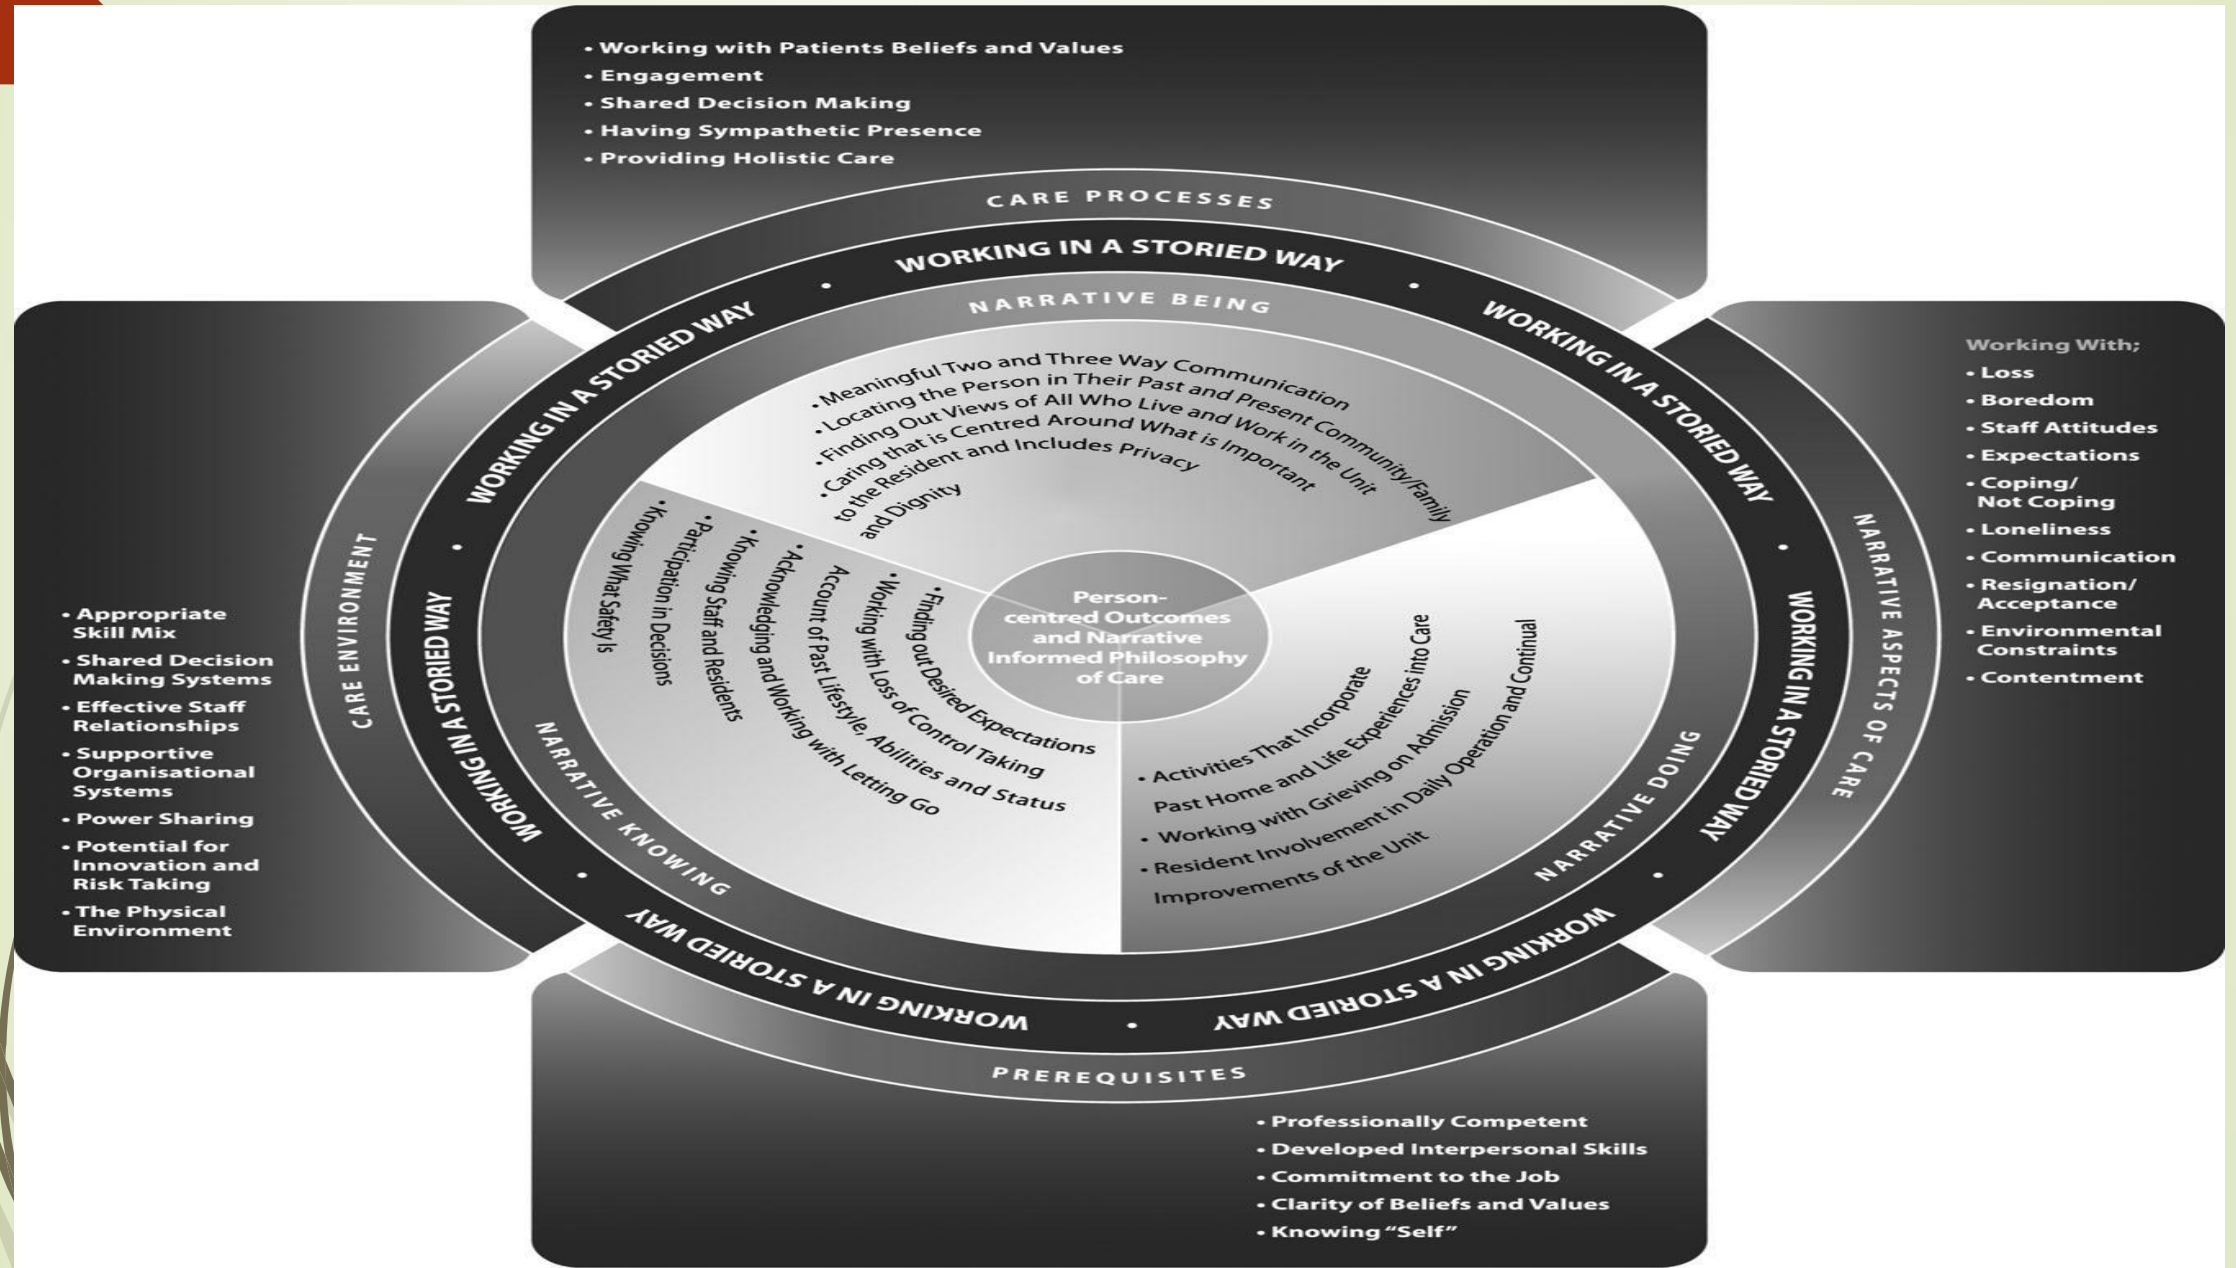 • Working with Patients Beliefs and Values
• Engagement
• Shared Decision Making
• Having Sympathetic Presence
• Providing Holistic Care
CARE PROCESSES
WORKING IN A STORIED WAY • WORKING IN A STORIED WAY • WORKING IN A STORIED WAY • WORKING IN A STORIED WAY • WORKING IN A STORIED WAY • WORKING IN A STORIED WAY • WORKING IN A STORIED WAY •
NARRATIVE BEING
• Meaningful Two and Three Way Communication
• Locating the Person in Their Past and Present Community/Family
• Finding Out Views of All Who Live and Work in the Unit
• Caring that is Centred Around What is Important
to the Resident and Includes Privacy
and Dignity
CARE ENVIRONMENT
• Appropriate
Skill Mix
• Shared Decision
Making Systems
• Effective Staff
Relationships
• Supportive
Organisational
Systems
• Power Sharing
• Potential for
Innovation and
Risk Taking
• The Physical
Environment
NARRATIVE KNOWING
• Knowing What Safety Is
• Participation in Decisions
• Knowing Staff and Residents
• Acknowledging and Working with Letting Go
Account of Past Lifestyle, Abilities and Status
• Working with Loss of Control Taking
• Finding out Desired Expectations
Person-
centred Outcomes
and Narrative
Informed Philosophy
of Care
NARRATIVE DOING
• Activities That Incorporate
Past Home and Life Experiences into Care
• Working with Grieving on Admission
• Resident Involvement in Daily Operation and Continual
Improvements of the Unit
NARRATIVE ASPECTS OF CARE
Working With;
• Loss
• Boredom
• Staff Attitudes
• Expectations
• Coping/
Not Coping
• Loneliness
• Communication
• Resignation/
Acceptance
• Environmental
Constraints
• Contentment
PREREQUISITES
• Professionally Competent
• Developed Interpersonal Skills
• Commitment to the Job
• Clarity of Beliefs and Values
• Knowing “Self”